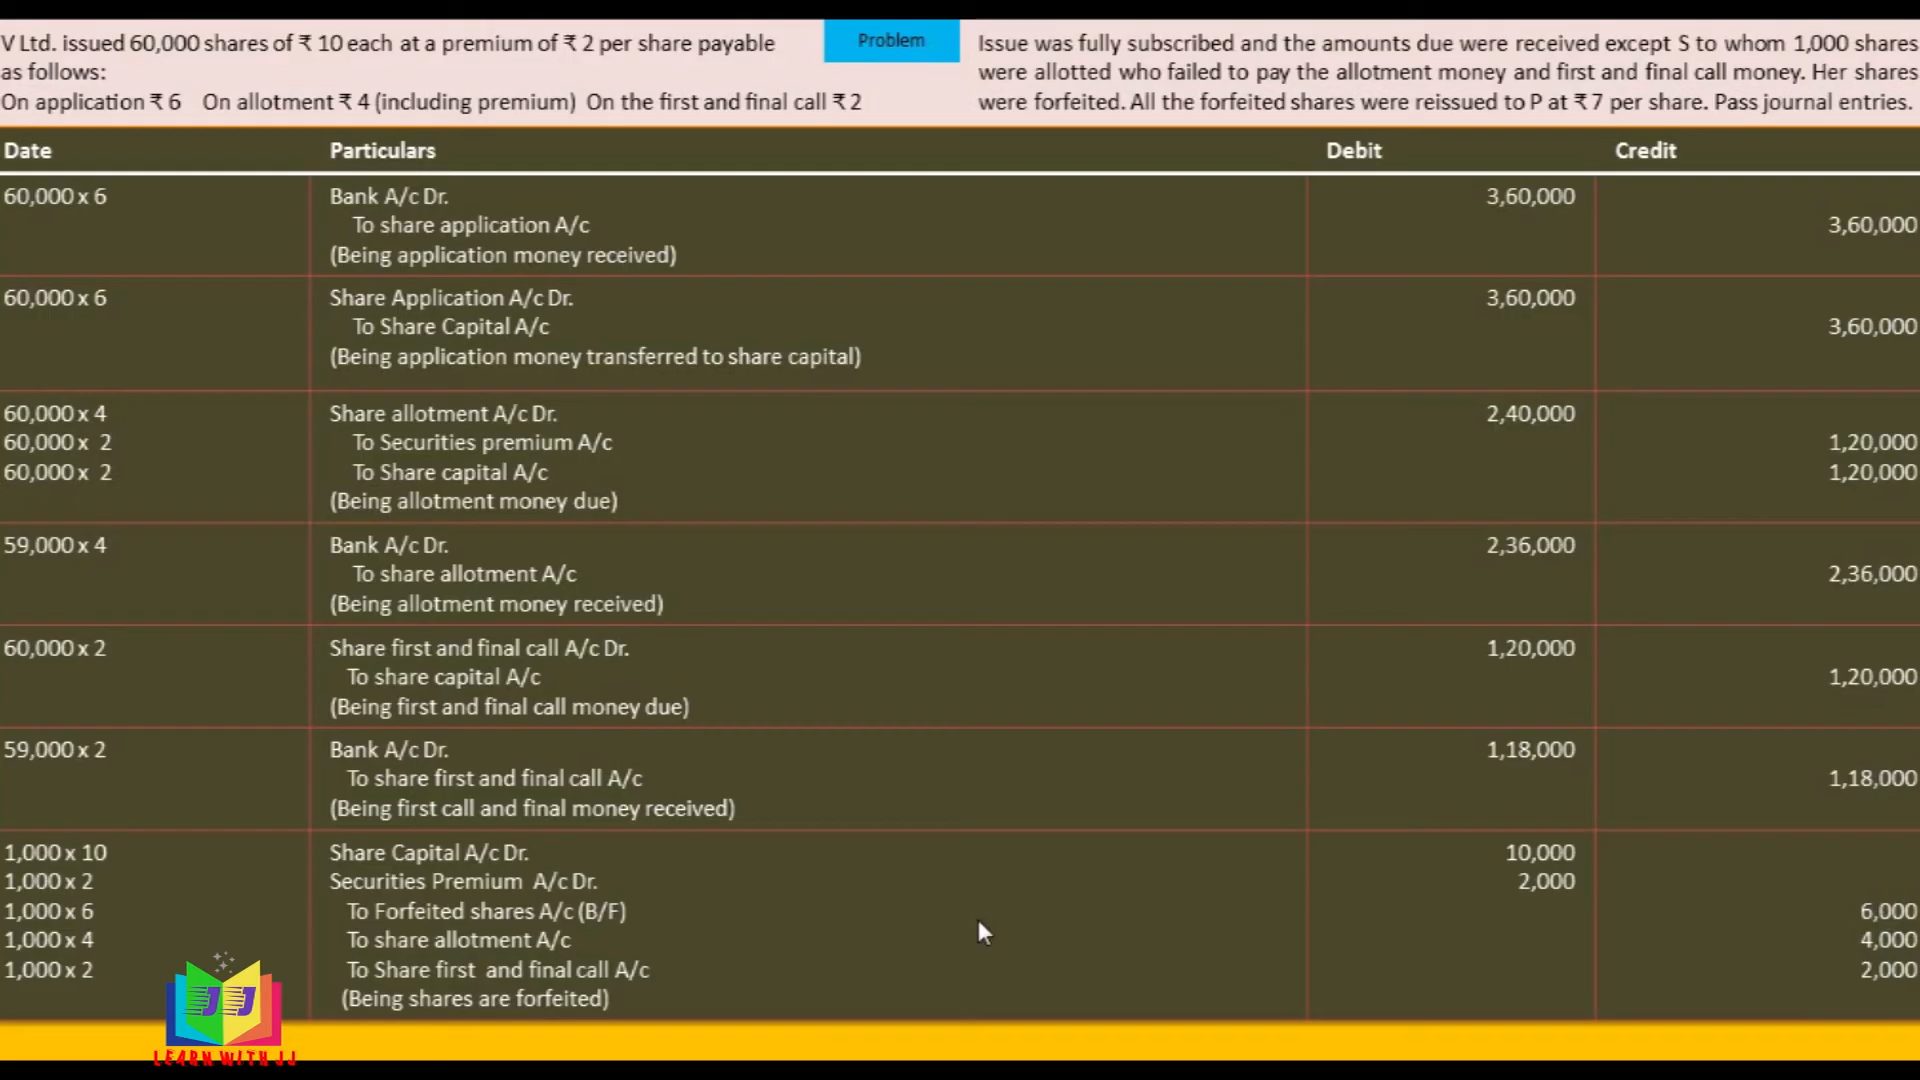 V Ltd. issued 60,000 shares of ₹ 10 each at a premium of ₹ 2 per share payable
as follows:
On application ₹ 6 On allotment ₹ 4 (including premium) On the first and final call ₹ 2
Problem
Issue was fully subscribed and the amounts due were received except S to whom 1,000 shares
were allotted who failed to pay the allotment money and first and final call money. Her shares
were forfeited. All the forfeited shares were reissued to P at ₹ 7 per share. Pass journal entries.
Date Particulars Debit Credit
60,000 x 6 Bank A/c Dr. 3,60,000
To share application A/c 3,60,000
(Being application money received)
60,000 x 6 Share Application A/c Dr. 3,60,000
To Share Capital A/c 3,60,000
(Being application money transferred to share capital)
60,000 x 4 Share allotment A/c Dr. 2,40,000
60,000 x 2 To Securities premium A/c 1,20,000
60,000 x 2 To Share capital A/c 1,20,000
(Being allotment money due)
59,000 x 4 Bank A/c Dr. 2,36,000
To share allotment A/c 2,36,000
(Being allotment money received)
60,000 x 2 Share first and final call A/c Dr. 1,20,000
To share capital A/c 1,20,000
(Being first and final call money due)
59,000 x 2 Bank A/c Dr. 1,18,000
To share first and final call A/c 1,18,000
(Being first call and final money received)
1,000 x 10 Share Capital A/c Dr. 10,000
1,000 x 2 Securities Premium A/c Dr. 2,000
1,000 x 6 To Forfeited shares A/c (B/F) 6,000
1,000 x 4 To share allotment A/c 4,000
1,000 x 2 To Share first and final call A/c 2,000
(Being shares are forfeited)
JJ
LEARN WITH JJ